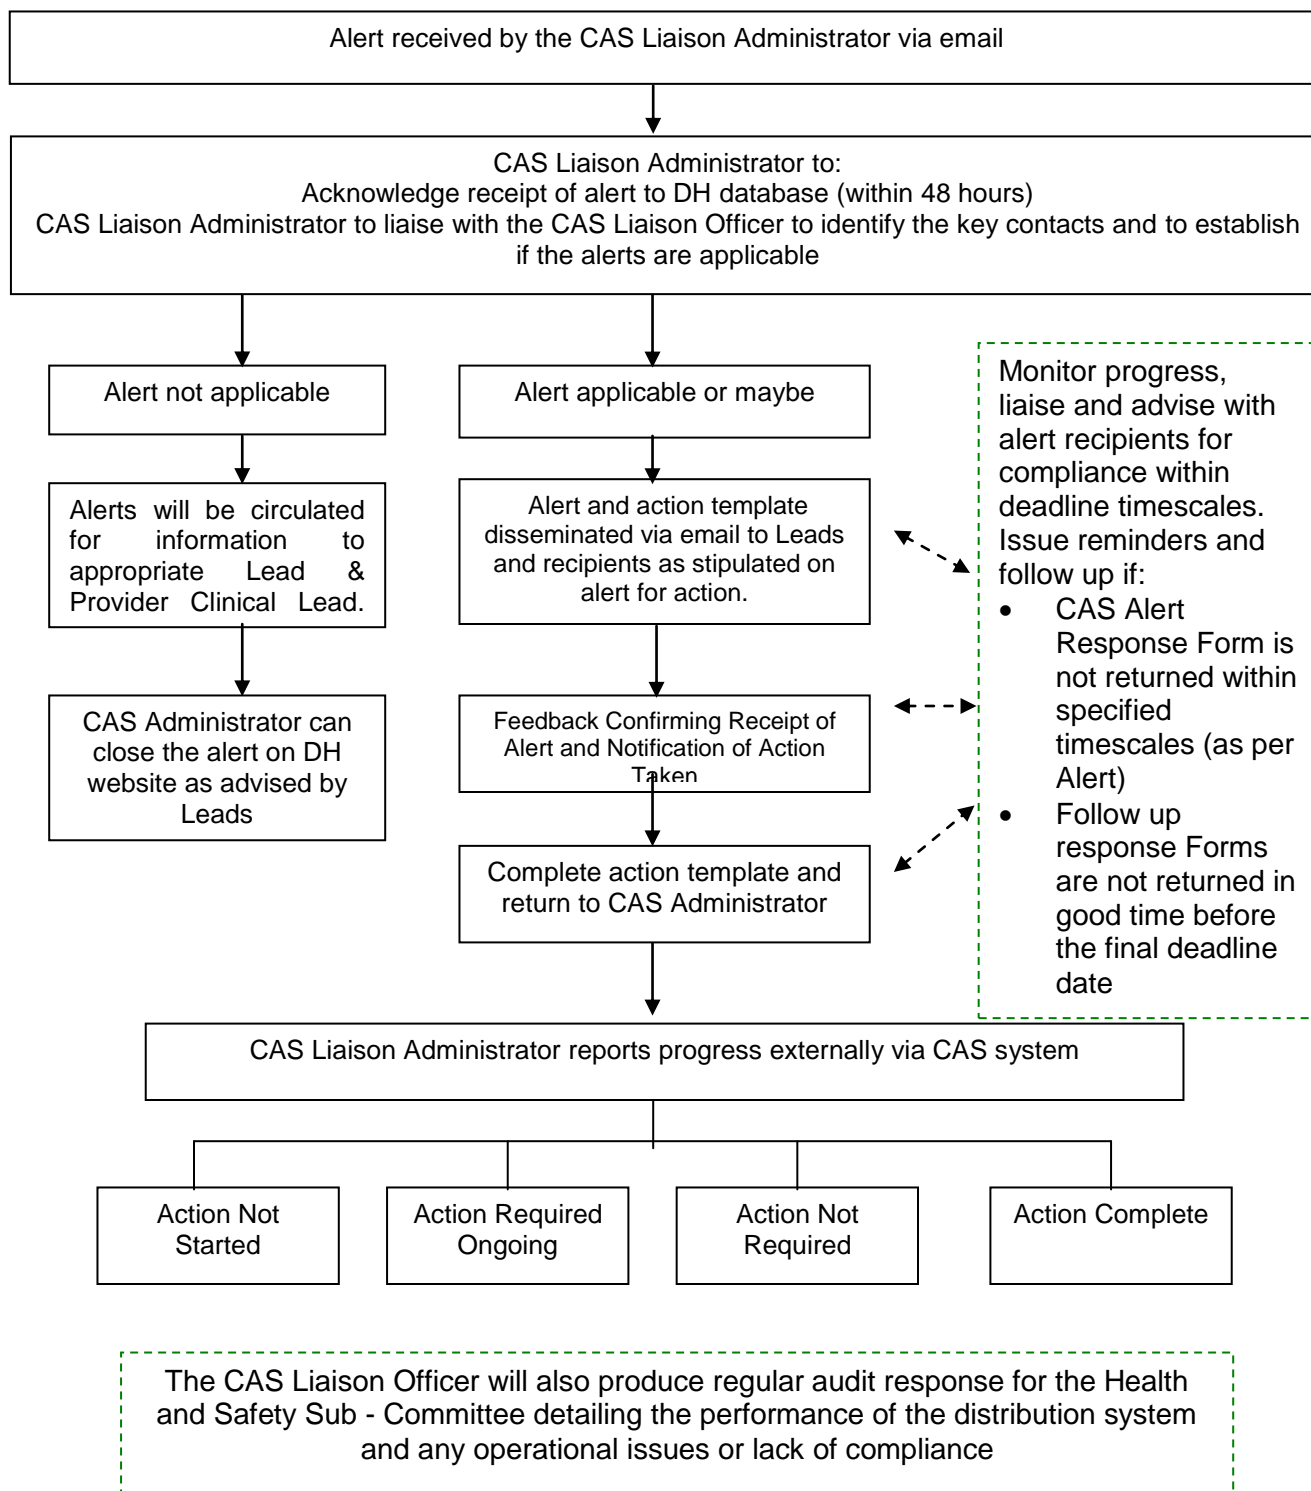 Alert received by the CAS Liaison Administrator via email
CAS Liaison Administrator to:
Acknowledge receipt of alert to DH database (within 48 hours)
CAS Liaison Administrator to liaise with the CAS Liaison Officer to identify the key contacts and to establish
if the alerts are applicable
Alert not applicable
Alerts will be circulated
for information to
appropriate Lead &
Provider Clinical Lead.
CAS Administrator can
close the alert on DH
website as advised by
Leads
Alert applicable or maybe
Alert and action template
disseminated via email to Leads
and recipients as stipulated on
alert for action.
Feedback Confirming Receipt of
Alert and Notification of Action
Taken
Complete action template and
return to CAS Administrator
Monitor progress,
liaise and advise with
alert recipients for
compliance within
deadline timescales.
Issue reminders and
follow up if:
• CAS Alert
Response Form is
not returned within
specified
timescales (as per
Alert)
• Follow up
response Forms
are not returned in
good time before
the final deadline
date
CAS Liaison Administrator reports progress externally via CAS system
Action Not
Started
Action Required
Ongoing
Action Not
Required
Action Complete
The CAS Liaison Officer will also produce regular audit response for the Health
and Safety Sub - Committee detailing the performance of the distribution system
and any operational issues or lack of compliance